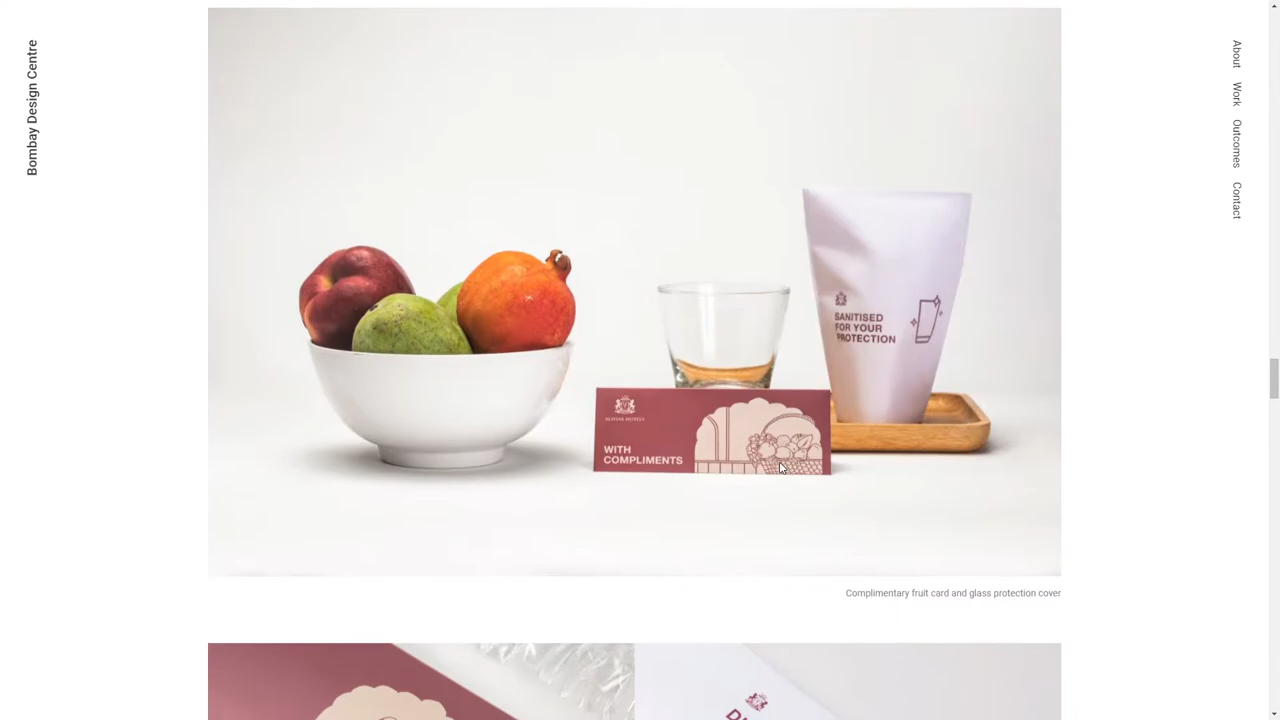 Bombay Design Centre
About
Work
Outcomes
Contact
SANITISED
FOR YOUR
PROTECTION
WITH
COMPLIMENTS
Complimentary fruit card and glass protection cover